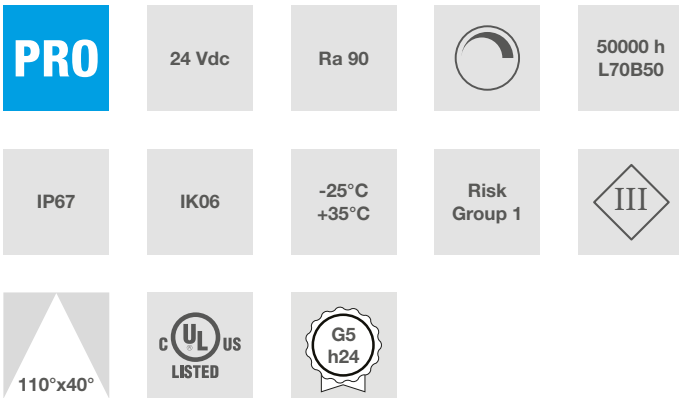 PRO
24 Vdc
Ra 90
50000 h
L70B50
IP67
IK06
-25°C
+35°C
Risk
Group 1
III
110°x40°
C UL US
®
LISTED
G5
h24